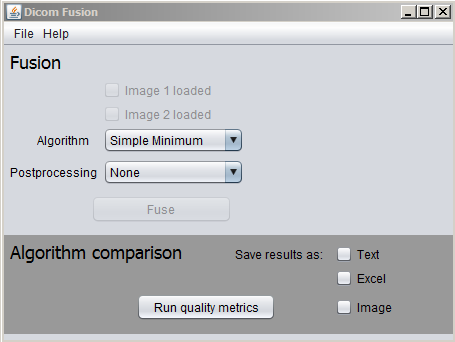 Dicom Fusion
File Help
Fusion
Image 1 loaded
Image 2 loaded
Algorithm Simple Minimum
Postprocessing None
Fuse
Algorithm comparison Save results as: Text
Excel
Run quality metrics Image